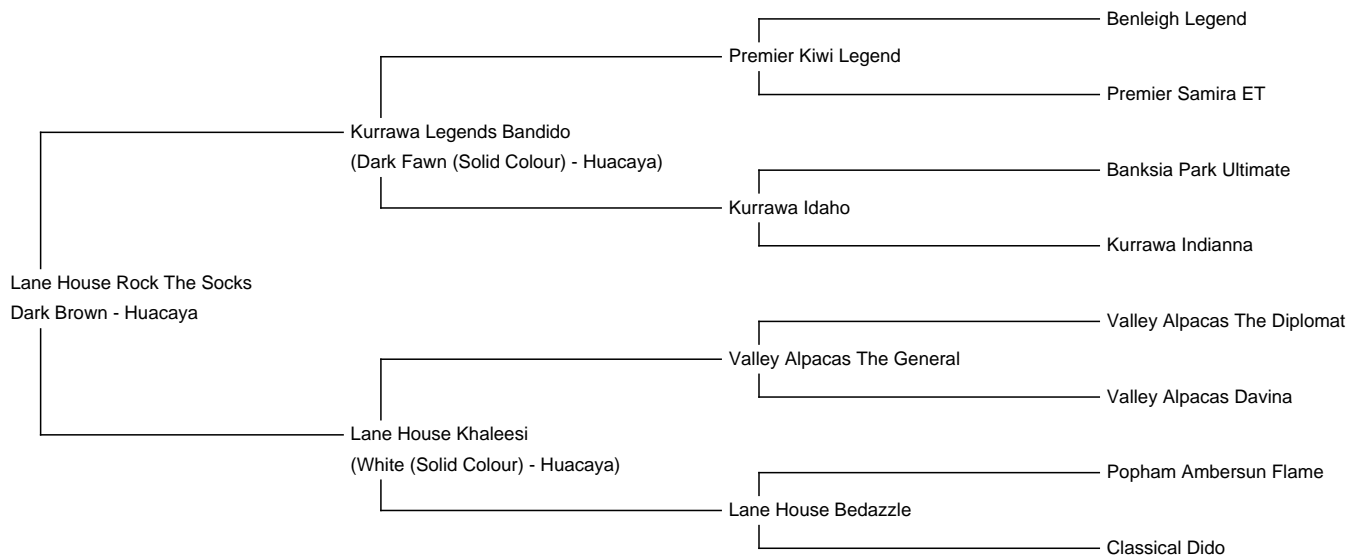 Benleigh Legend
Premier Kiwi Legend
Premier Samira ET
Kurrawa Legends Bandido
(Dark Fawn (Solid Colour) - Huacaya)
Banksia Park Ultimate
Kurrawa Idaho
Kurrawa Indianna
Lane House Rock The Socks
Dark Brown - Huacaya
Valley Alpacas The Diplomat
Valley Alpacas The General
Valley Alpacas Davina
Lane House Khaleesi
(White (Solid Colour) - Huacaya)
Popham Ambersun Flame
Lane House Bedazzle
Classical Dido